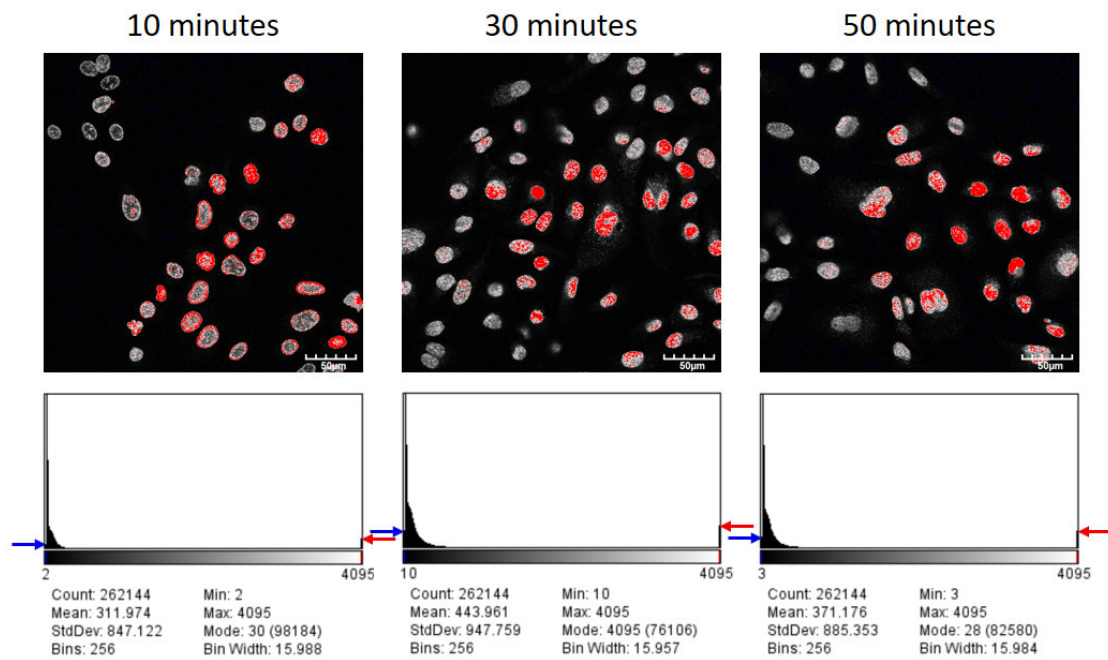 10 minutes
30 minutes
50 minutes
50µm
50µm
50µm
2
4095
10
4095
3
4095
Count: 262144
Min: 2
Mean: 311.974
Max: 4095
StdDev: 847.122
Mode: 30 (98184)
Bins: 256
Bin Width: 15.988
Count: 262144
Min: 10
Mean: 443.961
Max: 4095
StdDev: 947.759
Mode: 4095 (76106)
Bins: 256
Bin Width: 15.957
Count: 262144
Min: 3
Mean: 371.176
Max: 4095
StdDev: 885.353
Mode: 28 (82580)
Bins: 256
Bin Width: 15.984